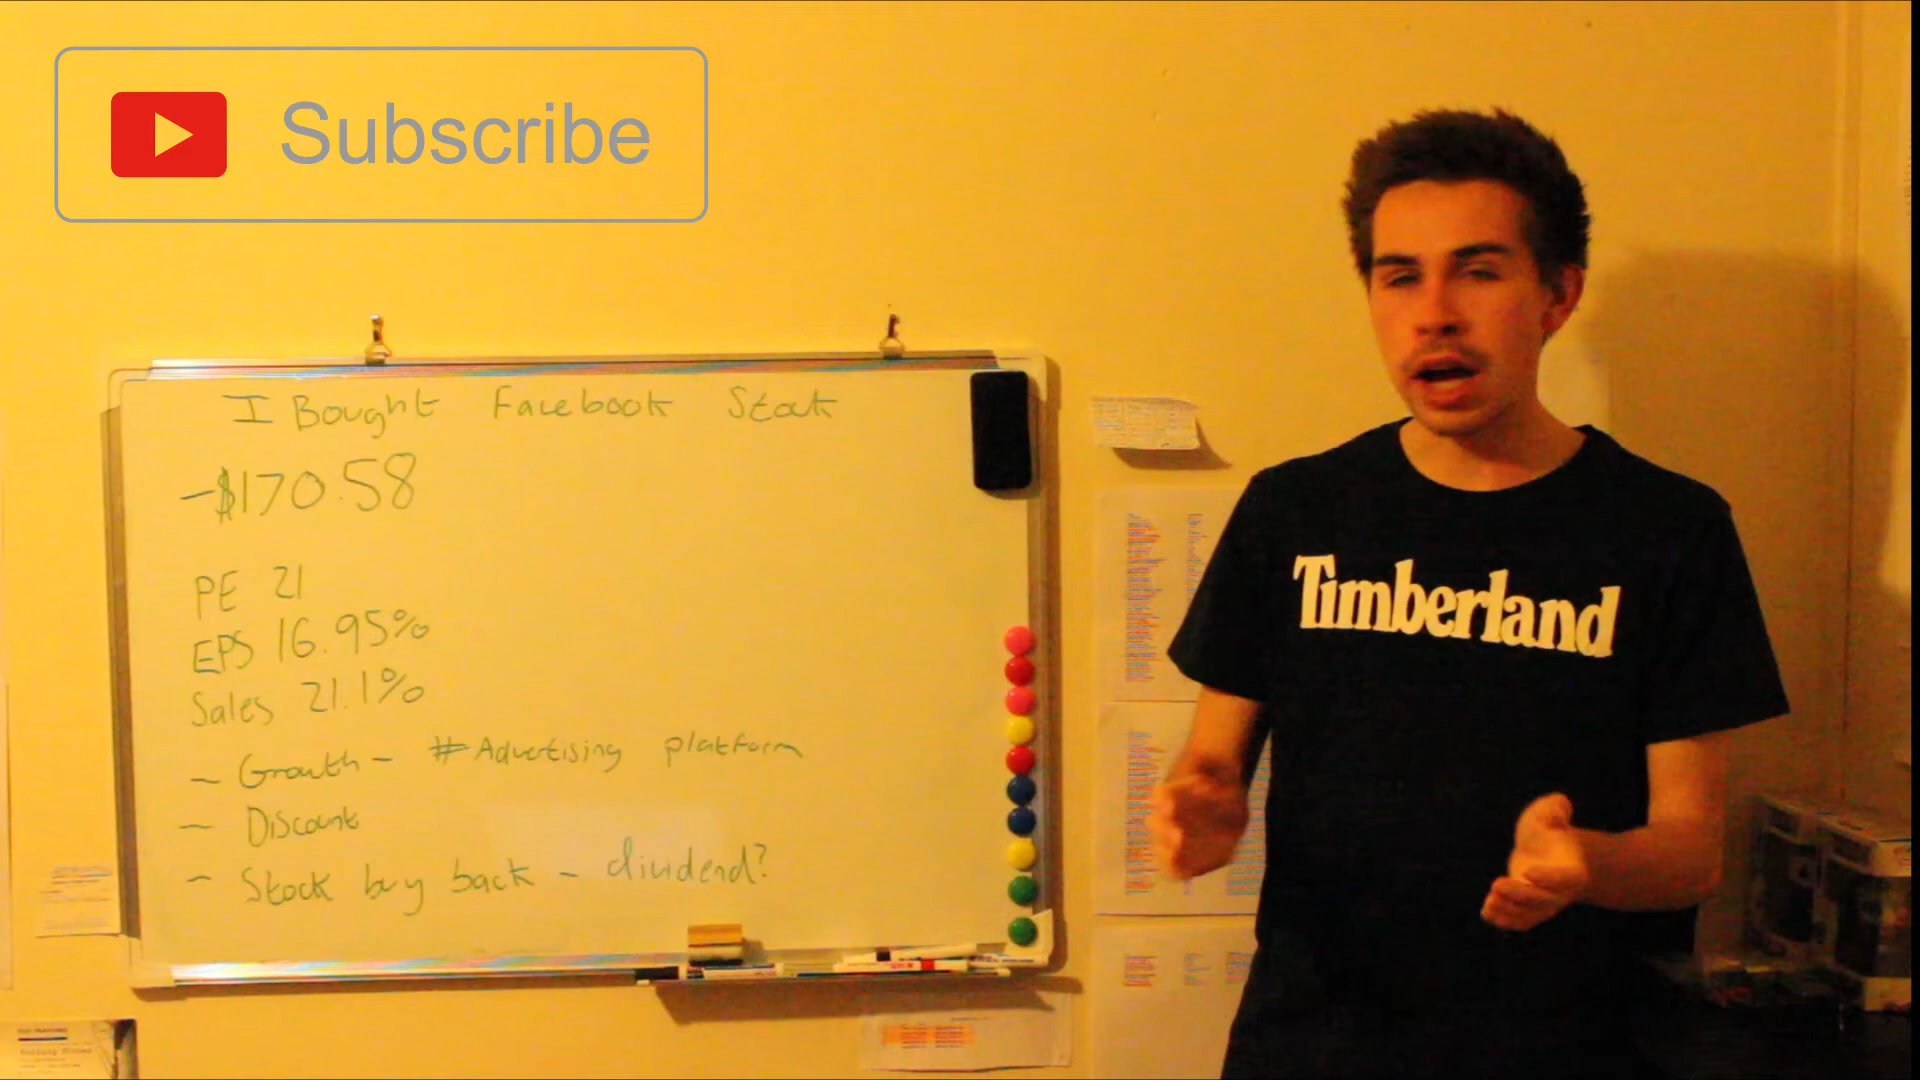 Subscribe
I Bought Facebook Stock
-$170.58
PE 21
EPS 16.95%
Sales 21.1%
- Growth - # Advertising platform
- Discount
- Stock buy back - dividend?
Timberland